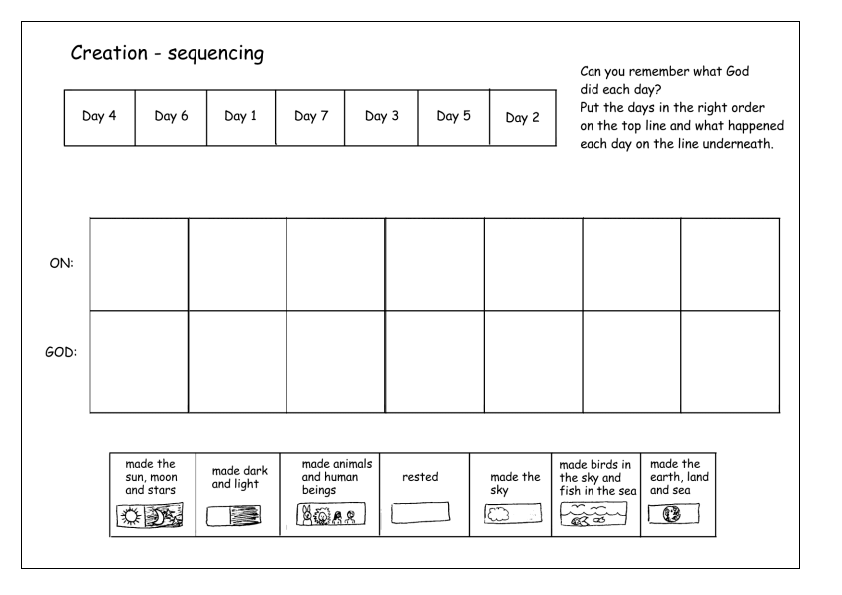 Creation - sequencing
Can you remember what God
did each day?
Put the days in the right order
on the top line and what happened
each day on the line underneath.
Day 4
Day 6
Day 1
Day 7
Day 3
Day 5
Day 2
ON:
GOD:
made the
sun, moon
and stars
made dark
and light
made animals
and human
beings
rested
made the
sky
made birds in
the sky and
fish in the sea
made the
earth, land
and sea